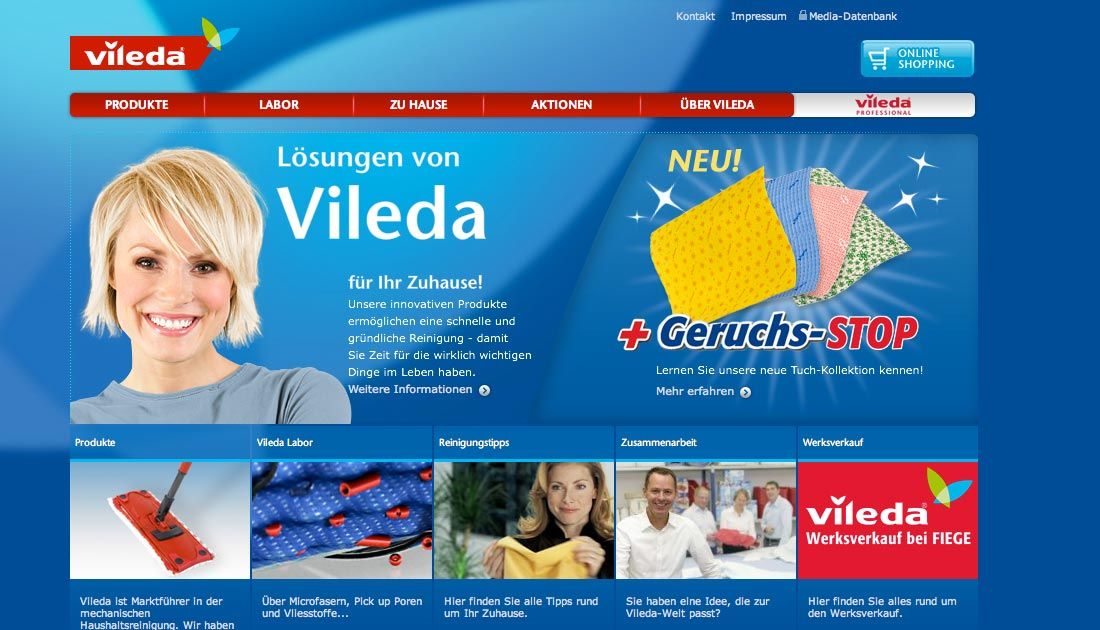 Kontakt
Impressum
Media-Datenbank
vileda®
ONLINE
SHOPPING
PRODUKTE
LABOR
ZU HAUSE
AKTIONEN
ÜBER VILEDA
vileda
PROFESSIONAL
Lösungen von
Vileda
für Ihr Zuhause!
Unsere innovativen Produkte
ermöglichen eine schnelle und
gründliche Reinigung - damit
Sie Zeit für die wirklich wichtigen
Dinge im Leben haben.
Weitere Informationen
NEU!
+ Geruchs-STOP
Lernen Sie unsere neue Tuch-Kollektion kennen!
Mehr erfahren
Produkte
Vileda Labor
Reinigungstipps
Zusammenarbeit
Werksverkauf
vileda®
Werksverkauf bei FIEGE
Vileda ist Marktführer in der
mechanischen
Haushaltsreinigung. Wir haben
Über Microfasern, Pick up Poren
und Vliesstoffe...
Hier finden Sie alle Tipps rund
um Ihr Zuhause.
Sie haben eine Idee, die zur
Vileda-Welt passt?
Hier finden Sie alles rund um
den Werksverkauf.